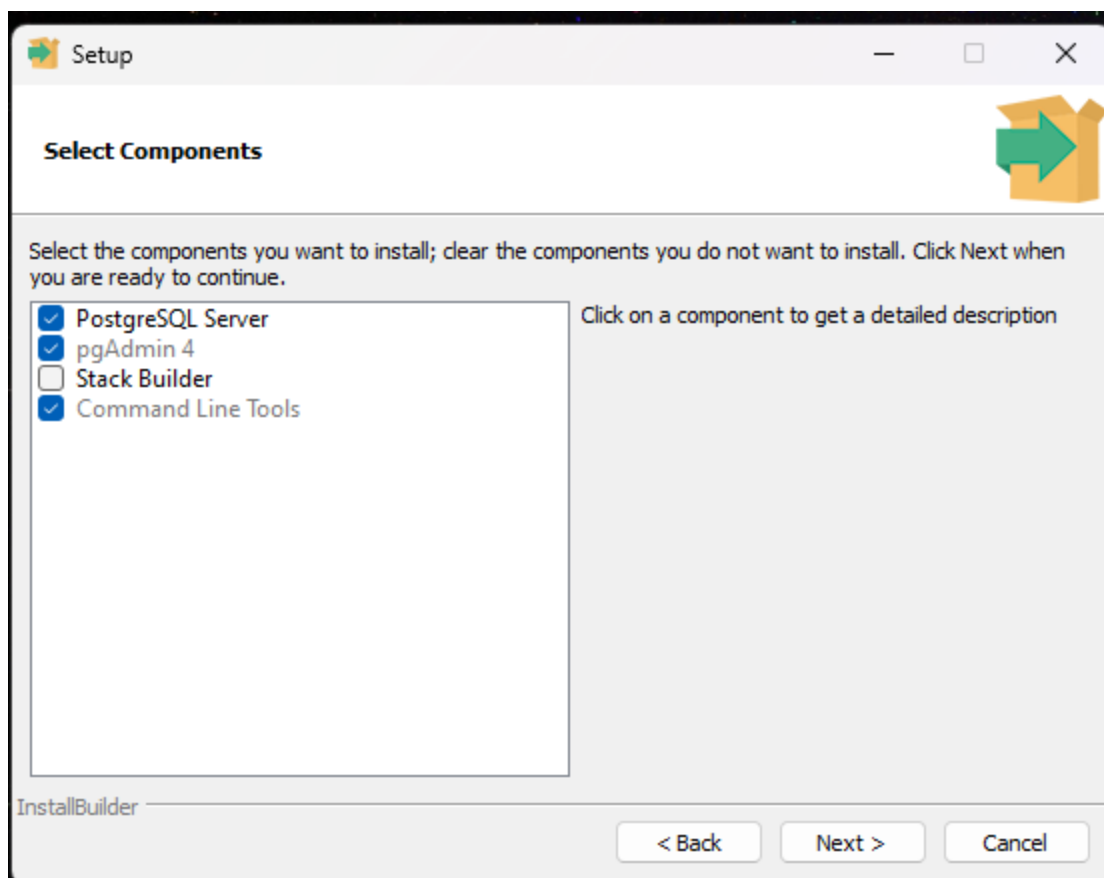 Setup
Select Components
Select the components you want to install; clear the components you do not want to install. Click Next when
you are ready to continue.
PostgreSQL Server
pgAdmin 4
Stack Builder
Command Line Tools
Click on a component to get a detailed description
InstallBuilder
< Back
Next >
Cancel